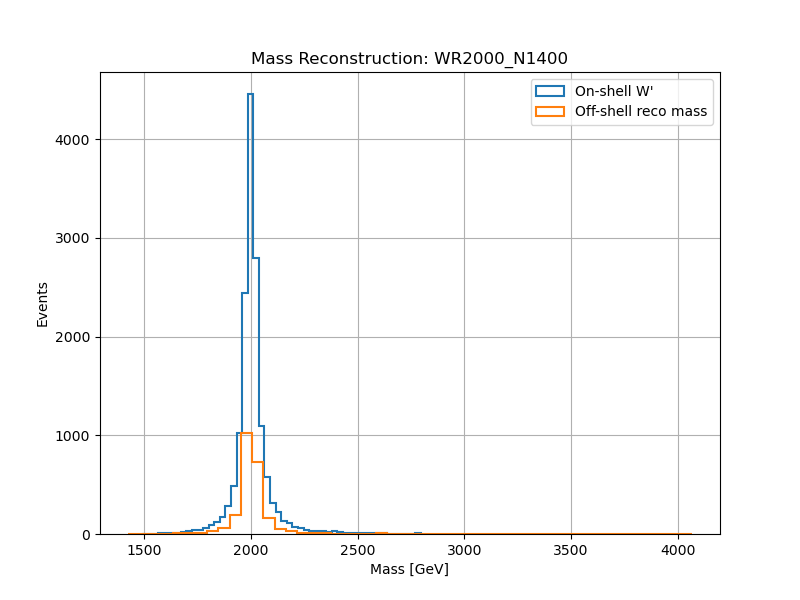 Mass Reconstruction: WR2000_N1400
On-shell W'
Off-shell reco mass
4000
3000
2000
1000
0
Events
1500
2000
2500
3000
3500
4000
Mass [GeV]